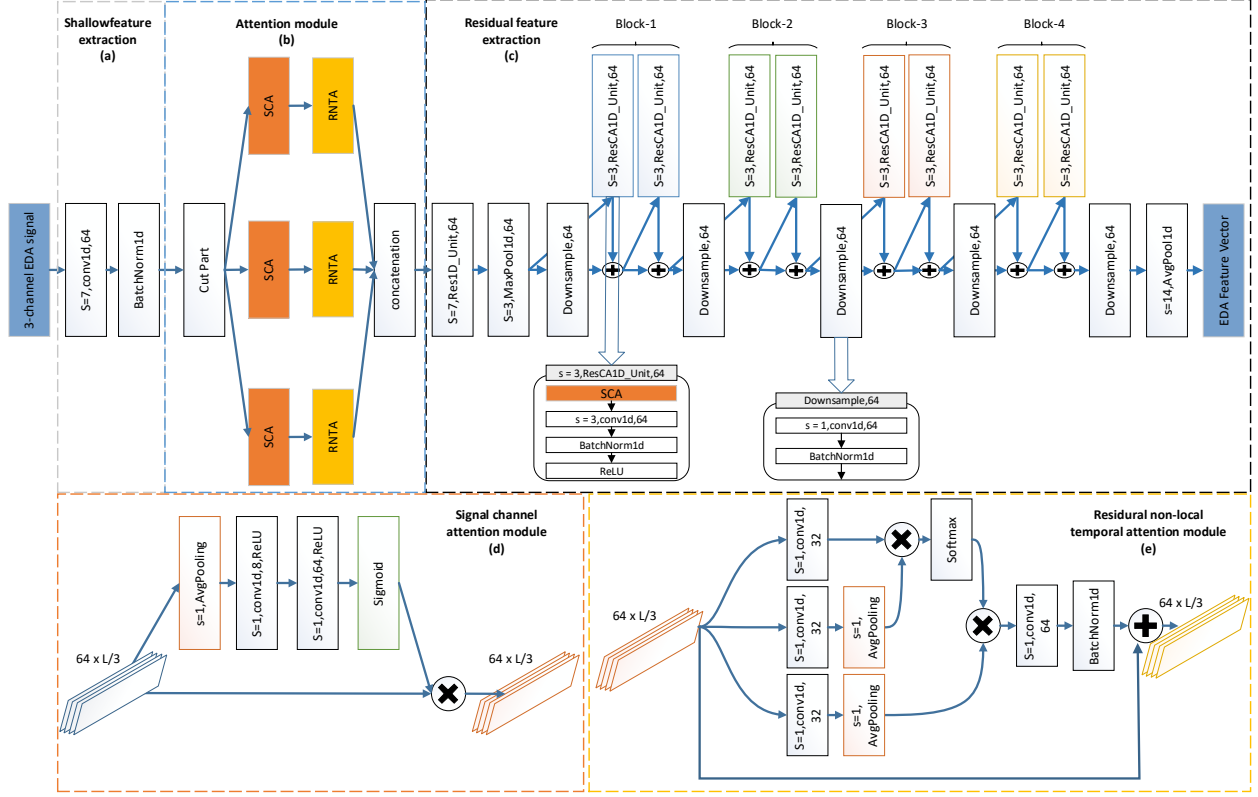 Shallowfeature
extraction
(a)
Attention module
(b)
Residual feature
extraction
(c)
Block-1
Block-2
Block-3
Block-4
3-channel EDA signal
S=7,conv1d,64
BatchNorm1d
Cut Part
SCA
RNTA
SCA
RNTA
SCA
RNTA
concatenation
S=7,Res1D_Unit,64
S=3,MaxPool1d,64
Downsample,64
S=3,ResCA1D_Unit,64
S=3,ResCA1D_Unit,64
Downsample,64
S=3,ResCA1D_Unit,64
S=3,ResCA1D_Unit,64
Downsample,64
S=3,ResCA1D_Unit,64
S=3,ResCA1D_Unit,64
Downsample,64
S=3,ResCA1D_Unit,64
S=3,ResCA1D_Unit,64
Downsample,64
s=14,AvgPool1d
EDA Feature Vector
s = 3,ResCA1D_Unit,64
SCA
s = 3,conv1d,64
BatchNorm1d
ReLU
Downsample,64
s = 1,conv1d,64
BatchNorm1d
Signal channel
attention module
(d)
64 x L/3
s=1,AvgPooling
S=1,conv1d,8,ReLU
S=1,conv1d,64,ReLU
Sigmoid
64 x L/3
Residural non-local
temporal attention module
(e)
64 x L/3
S=1,conv1d,
32
S=1,conv1d,
32
s=1,
AvgPooling
S=1,conv1d,
32
s=1,
AvgPooling
Softmax
S=1,conv1d,
64
BatchNorm1d
64 x L/3